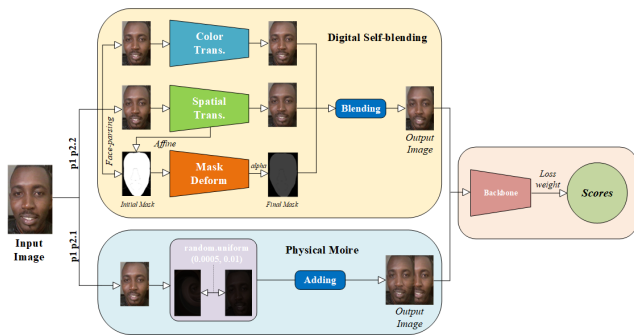 Digital Self-blending
Color
Trans.
Spatial
Trans.
Face-parsing
Affine
Mask
Deform
alpha
Initial Mask
Final Mask
Blending
Output
Image
p1 p2.2
Input
Image
p1 p2.1
Physical Moire
random.uniform
(0.0005, 0.01)
Adding
Output
Image
Backbone
Loss
weight
Scores